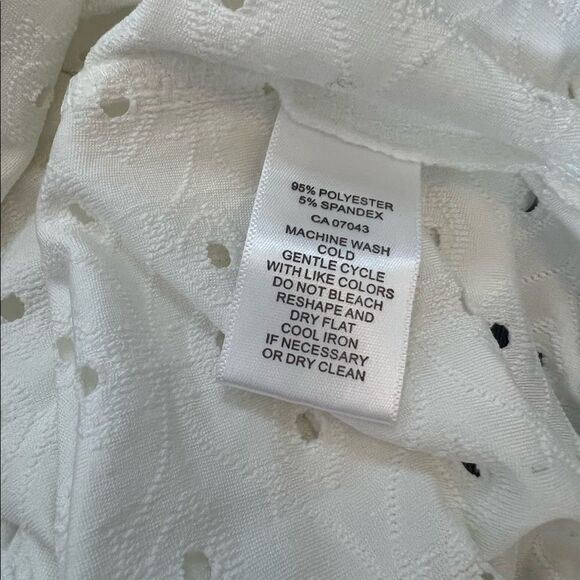 95% POLYESTER
5% SPANDEX
CA 07043
MACHINE WASH
COLD
GENTLE CYCLE
WITH LIKE COLORS
DO NOT BLEACH
RESHAPE AND
DRY FLAT
COOL IRON
IF NECESSARY
OR DRY CLEAN